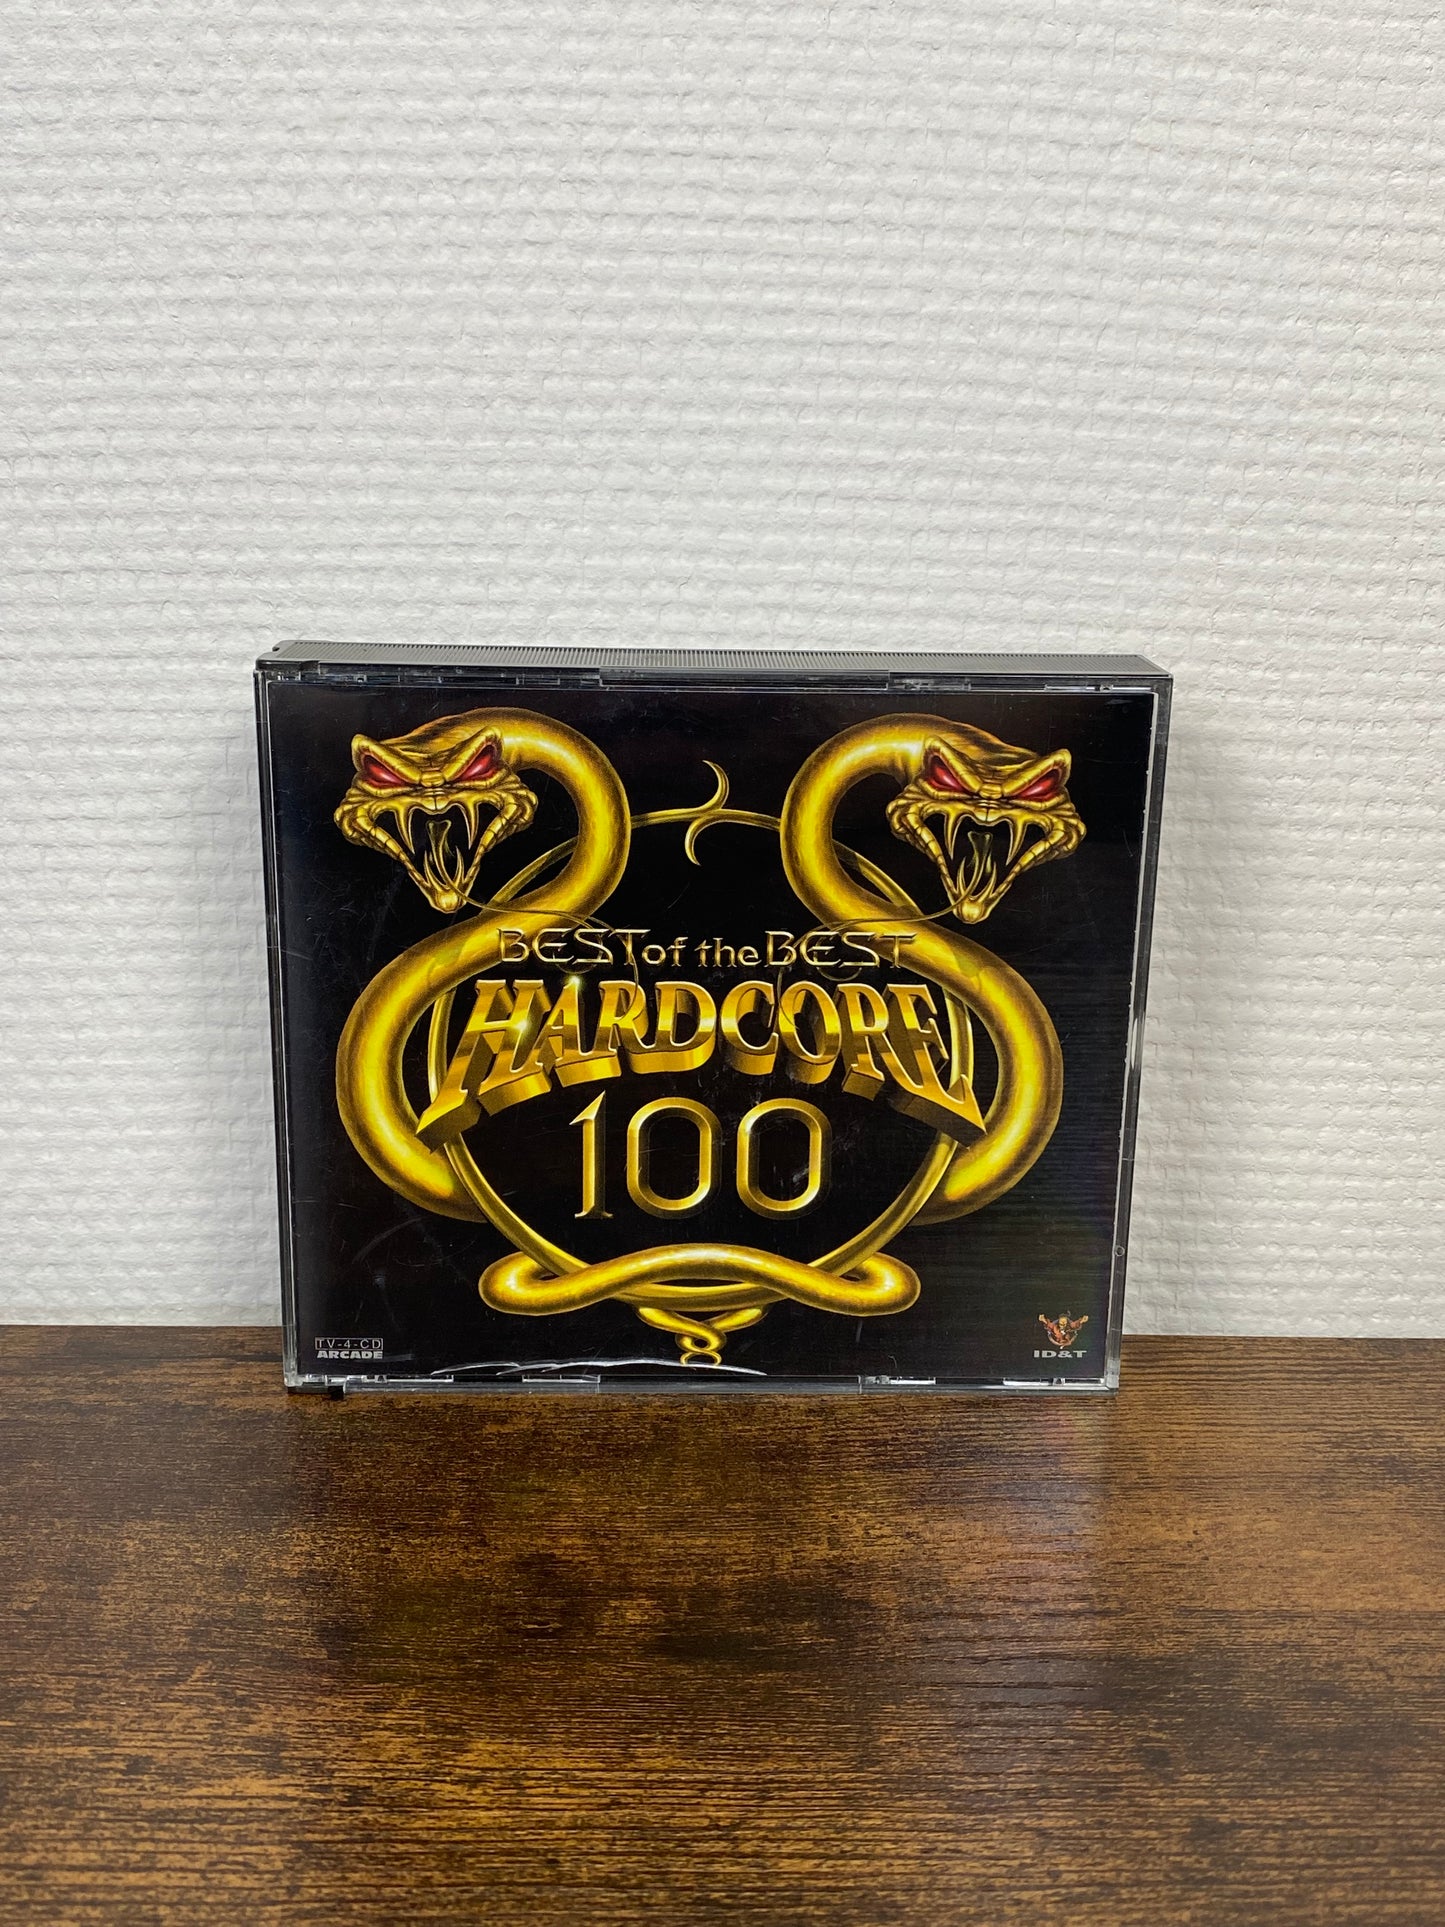 BEST of the BEST
HARDCORE
100
TV-4-CD
ARCADE
ID&T